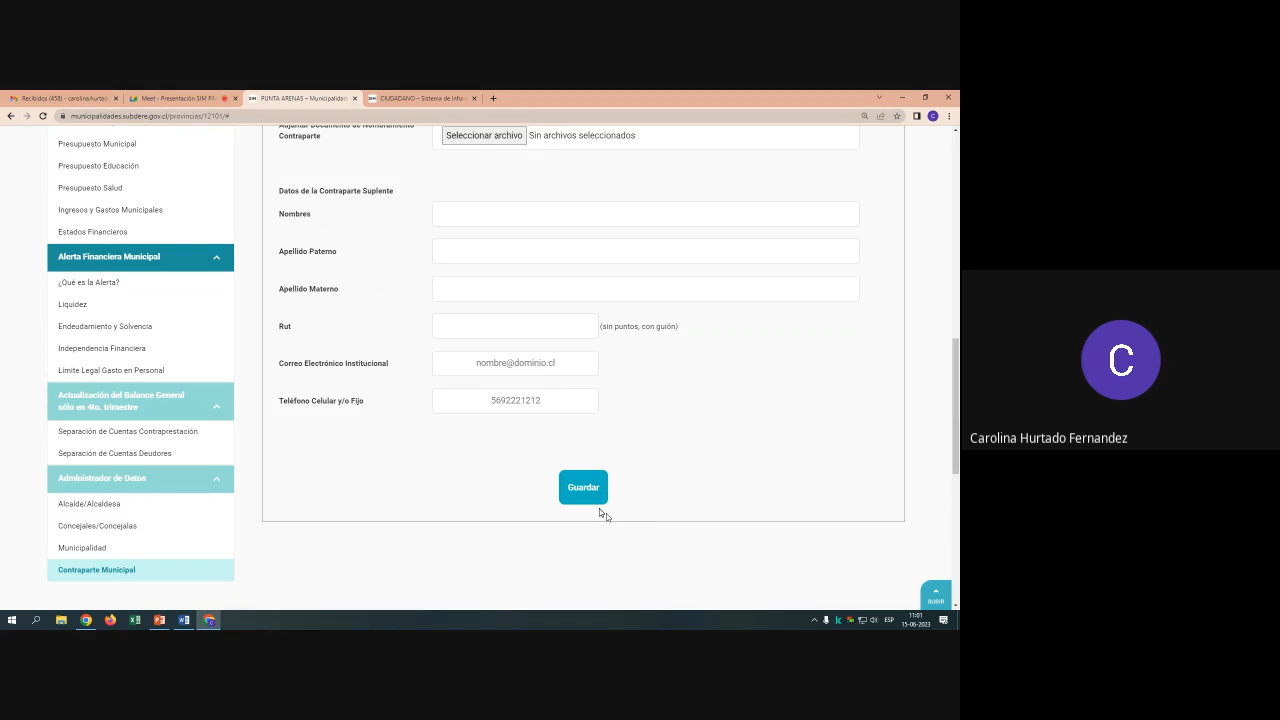 Recibidos (458) - carolina.hurtad
Meet - Presentación SIM FIN
PUNTA ARENAS – Municipalidad
CIUDADANO – Sistema de Infor
municipalidades.subdere.gov.cl/provincias/12101/#
Presupuesto Municipal
Presupuesto Educación
Presupuesto Salud
Ingresos y Gastos Municipales
Estados Financieros
Alerta Financiera Municipal
¿Qué es la Alerta?
Liquidez
Endeudamiento y Solvencia
Independencia Financiera
Límite Legal Gasto en Personal
Actualización del Balance General
sólo en 4to. trimestre
Separación de Cuentas Contraprestación
Separación de Cuentas Deudores
Administrador de Datos
Alcalde/Alcaldesa
Concejales/Concejalas
Municipalidad
Contraparte Municipal
Adjuntar Documento de Nombramiento
Contraparte
Seleccionar archivo Sin archivos seleccionados
Datos de la Contraparte Suplente
Nombres
Apellido Paterno
Apellido Materno
Rut
(sin puntos, con guión)
Correo Electrónico Institucional
nombre@dominio.cl
Teléfono Celular y/o Fijo
5692221212
Guardar
SUBIR
C
Carolina Hurtado Fernandez
ESP
11:01
15-06-2023